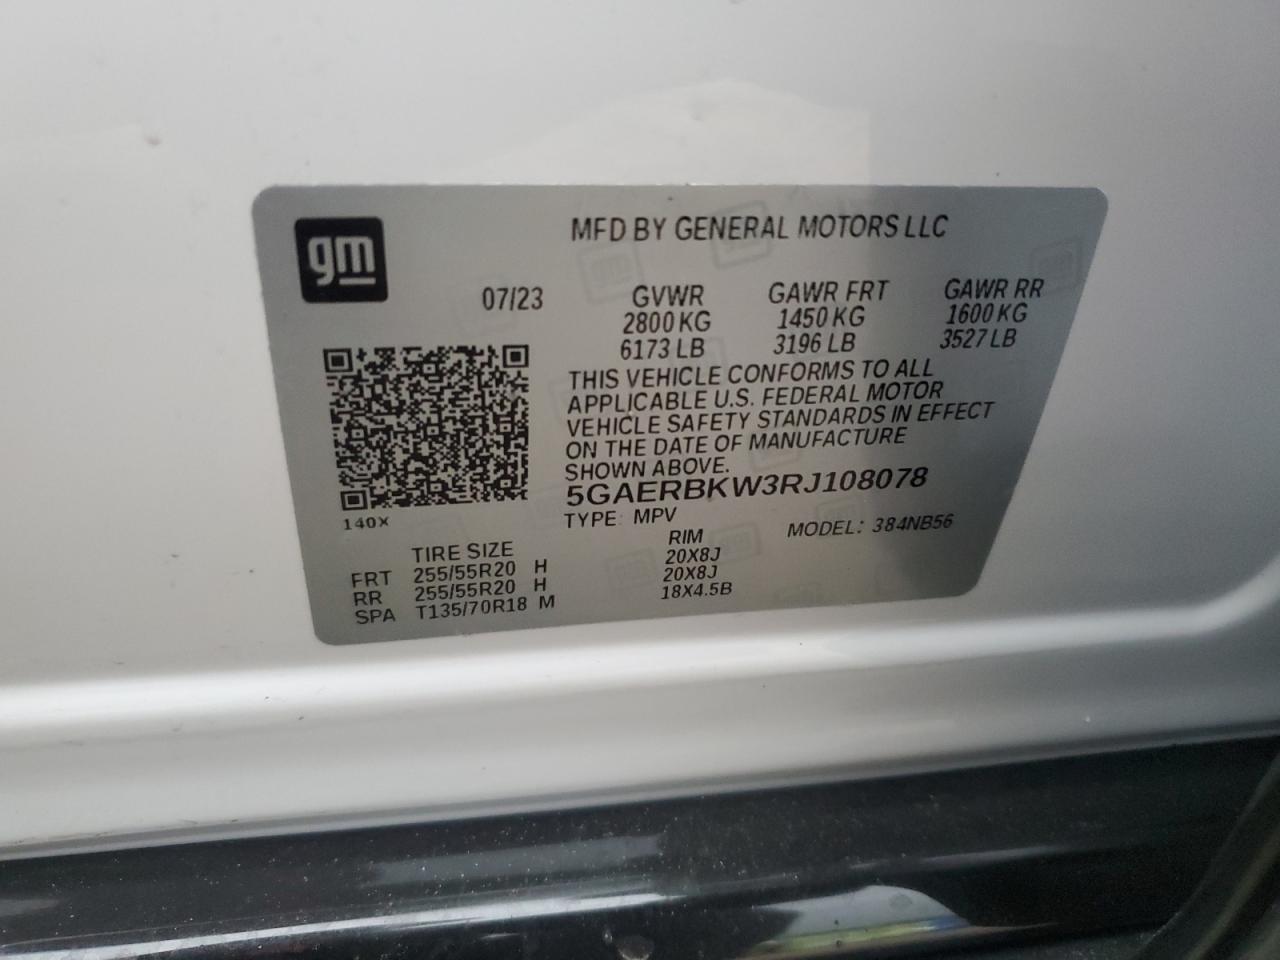 gm
MFD BY GENERAL MOTORS LLC
07/23 GVWR GAWR FRT GAWR RR
2800 KG 1450 KG 1600 KG
6173 LB 3196 LB 3527 LB
THIS VEHICLE CONFORMS TO ALL
APPLICABLE U.S. FEDERAL MOTOR
VEHICLE SAFETY STANDARDS IN EFFECT
ON THE DATE OF MANUFACTURE
SHOWN ABOVE.
5GAERBKW3RJ108078
140X
TYPE: MPV MODEL: 384NB56
TIRE SIZE RIM
FRT 255/55R20 H 20X8J
RR 255/55R20 H 20X8J
SPA T135/70R18 M 18X4.5B